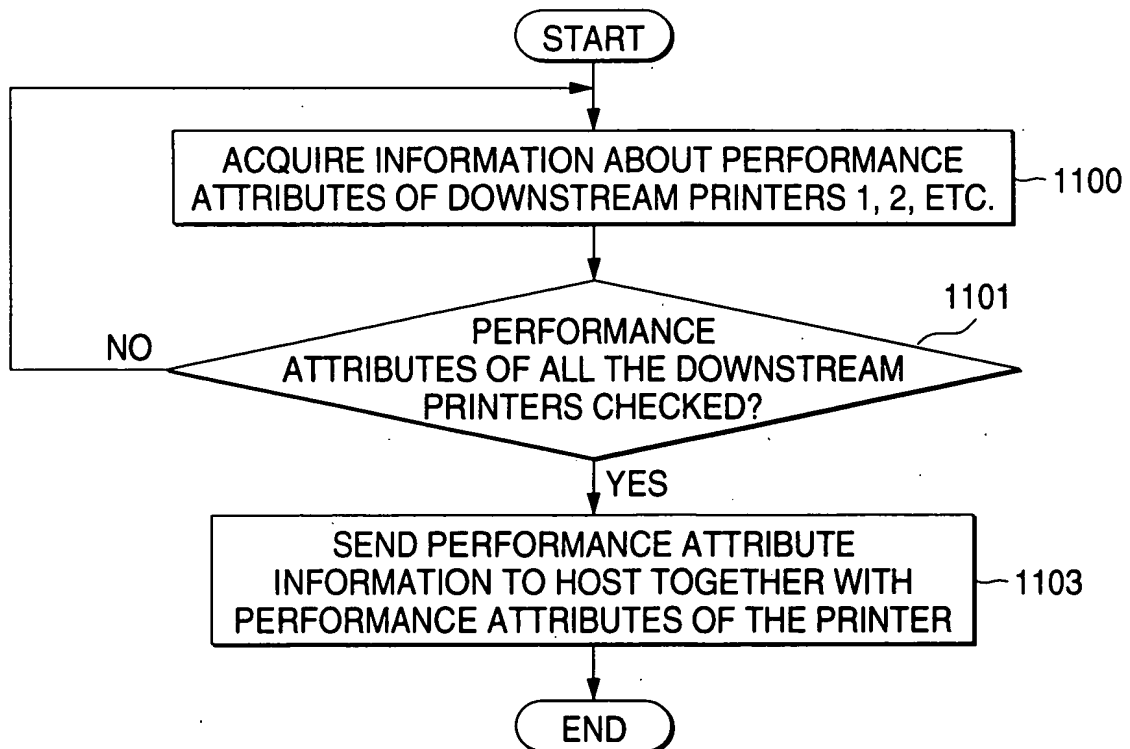 START
ACQUIRE INFORMATION ABOUT PERFORMANCE
ATTRIBUTES OF DOWNSTREAM PRINTERS 1, 2, ETC.
1100
1101
PERFORMANCE
ATTRIBUTES OF ALL THE DOWNSTREAM
PRINTERS CHECKED?
NO
YES
SEND PERFORMANCE ATTRIBUTE
INFORMATION TO HOST TOGETHER WITH
PERFORMANCE ATTRIBUTES OF THE PRINTER
1103
END